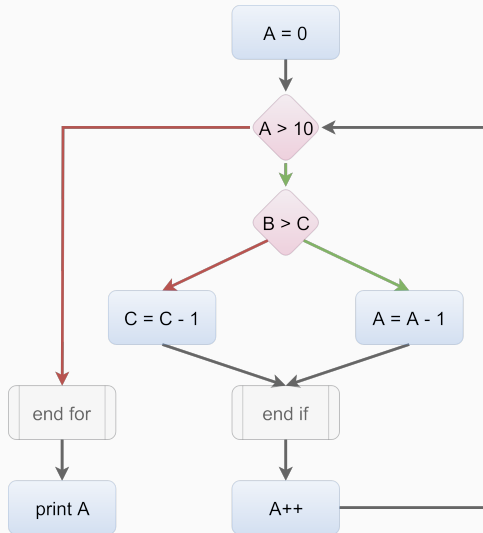 A = 0
A > 10
B > C
C = C - 1
A = A - 1
end for
end if
print A
A++